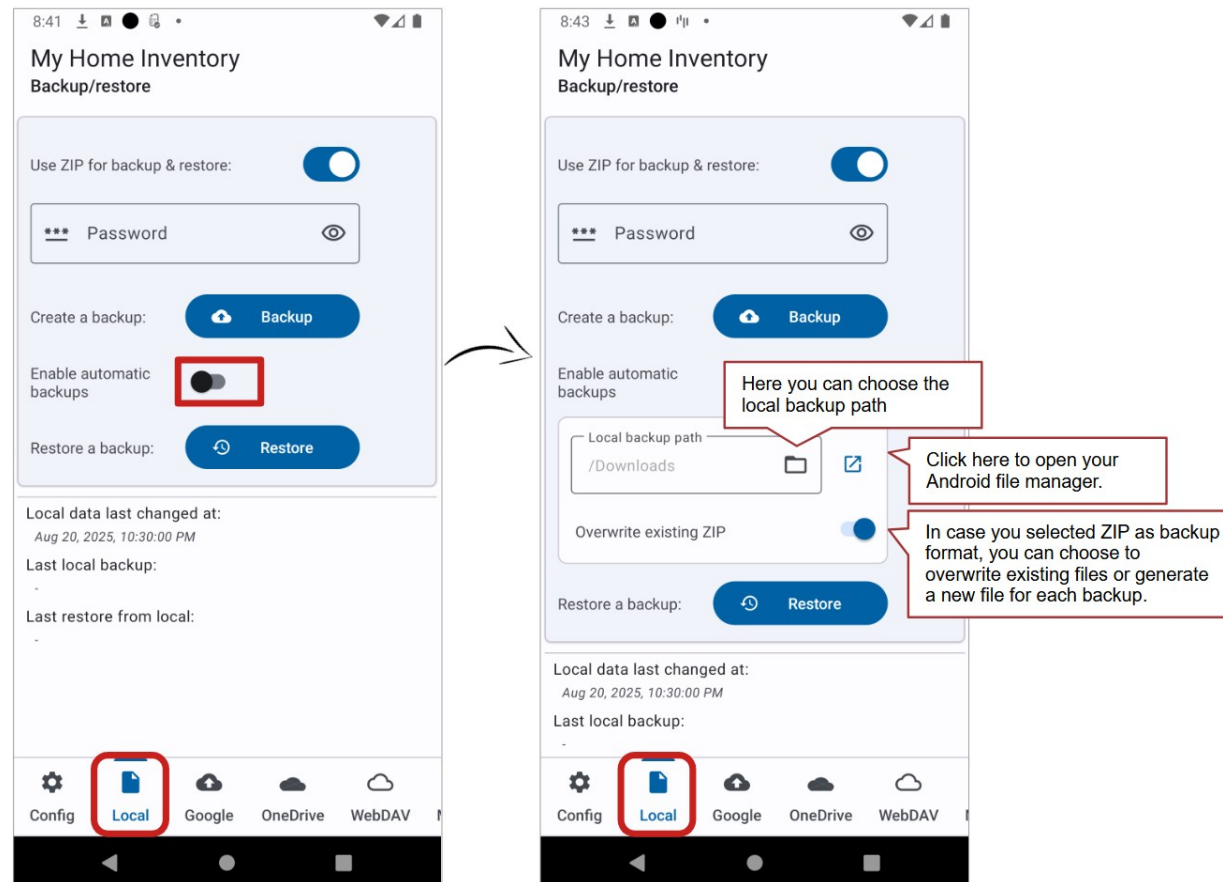 8:41
My Home Inventory
Backup/restore
Use ZIP for backup & restore:
*** Password
Create a backup:
Backup
Enable automatic
backups
Restore a backup:
Restore
Local data last changed at:
Aug 20, 2025, 10:30:00 PM
Last local backup:
-
Last restore from local:
-
Config
Local
Google
OneDrive
WebDAV
8:43
My Home Inventory
Backup/restore
Use ZIP for backup & restore:
*** Password
Create a backup:
Backup
Enable automatic
backups
Here you can choose the
local backup path
Local backup path
/Downloads
Click here to open your
Android file manager.
Overwrite existing ZIP
In case you selected ZIP as backup
format, you can choose to
overwrite existing files or generate
a new file for each backup.
Restore a backup:
Restore
Local data last changed at:
Aug 20, 2025, 10:30:00 PM
Last local backup:
-
Config
Local
Google
OneDrive
WebDAV